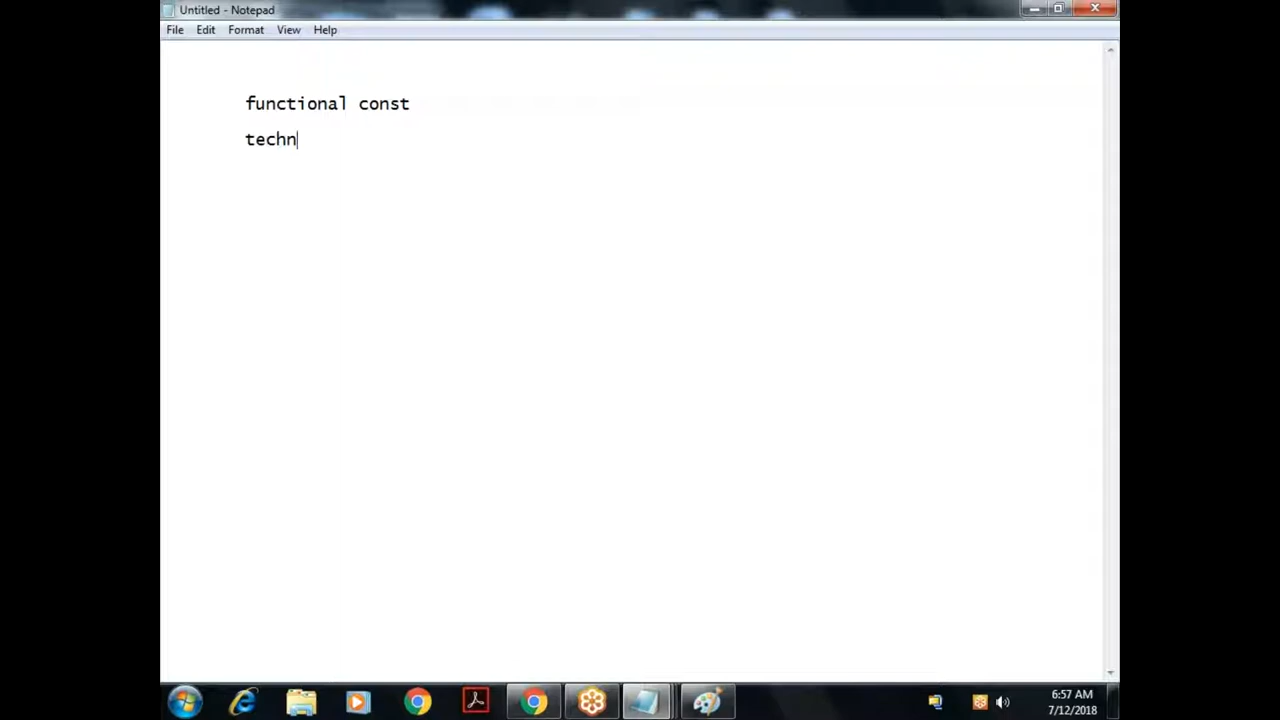 Untitled - Notepad
File Edit Format View Help
functional const
techn
6:57 AM
7/12/2018